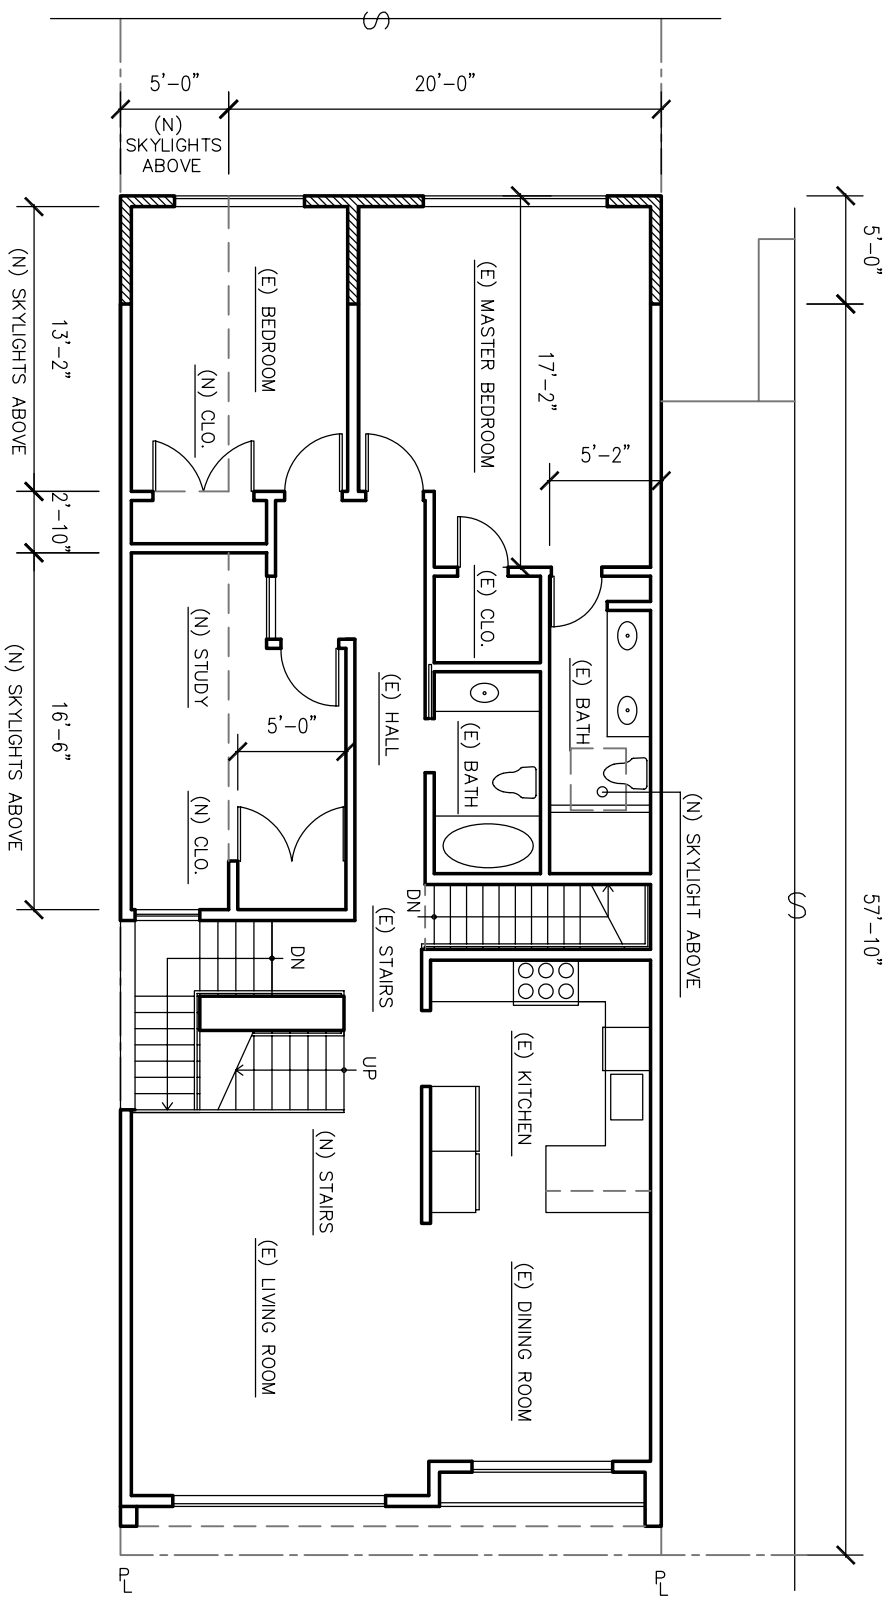 S
5'-0"
20'-0"
(N)
SKYLIGHTS
ABOVE
5'-0"
(N) SKYLIGHTS ABOVE
13'-2"
(E) BEDROOM
(E) MASTER BEDROOM
17'-2"
(N) CLO.
5'-2"
2'-10"
(E) CLO.
(N) STUDY
(N) SKYLIGHTS ABOVE
16'-6"
5'-0"
(E) HALL
(E) BATH
(E) BATH
(N) CLO.
(N) SKYLIGHT ABOVE
DN
S
57'-10"
(E) STAIRS
DN
UP
(E) KITCHEN
(N) STAIRS
(E) LIVING ROOM
(E) DINING ROOM
PL
PL